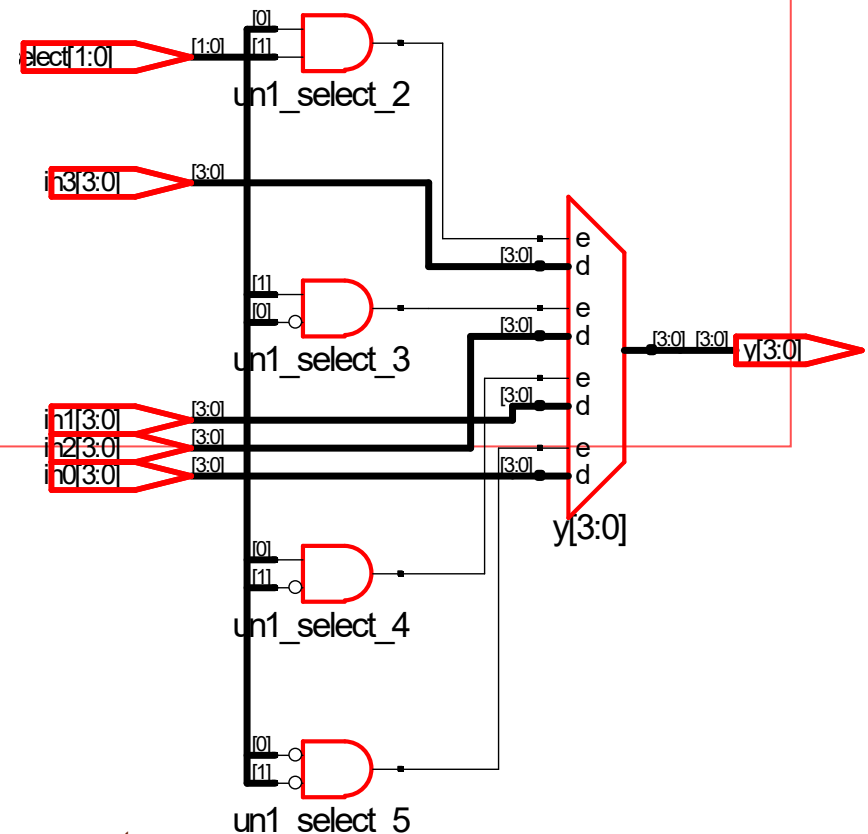 [0]
elect[1:0] [1:0] [1]
un1_select_2
in3[3:0] [3:0]
e
[3:0] d
[1] e
[0] [3:0] d
[3:0] [3:0] y[3:0]
un1_select_3 e
[3:0] d
in1[3:0] [3:0]
in2[3:0] [3:0] e
in0[3:0] [3:0] [3:0] d
y[3:0]
[0]
[1]
un1_select_4
[0]
[1]
un1_select_5